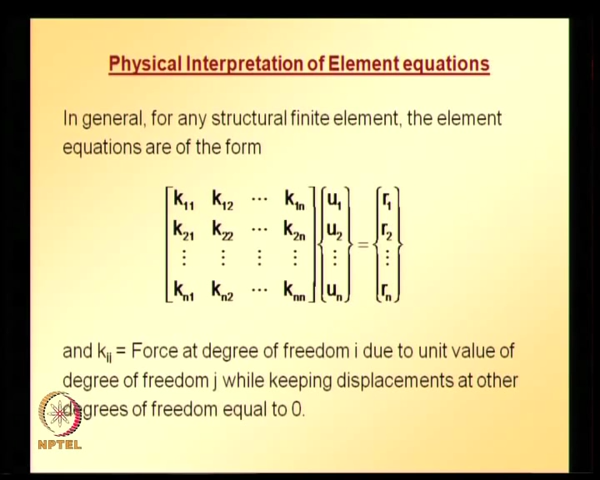 Physical Interpretation of Element equations
In general, for any structural finite element, the element
equations are of the form
k₁₁ k₁₂ ⋯ k₁ₙ u₁ r₁
k₂₁ k₂₂ ⋯ k₂ₙ u₂ = r₂
⋮ ⋮ ⋮ ⋮ ⋮ ⋮
kₙ₁ kₙ₂ ⋯ kₙₙ uₙ rₙ
and kᵢⱼ = Force at degree of freedom i due to unit value of
degree of freedom j while keeping displacements at other
degrees of freedom equal to 0.
NPTEL